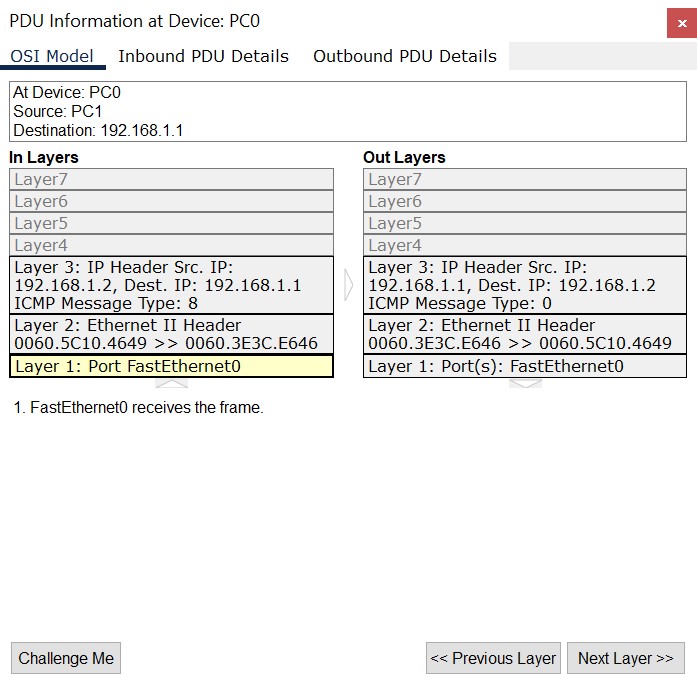 PDU Information at Device: PC0
x
OSI Model Inbound PDU Details Outbound PDU Details
At Device: PC0
Source: PC1
Destination: 192.168.1.1
In Layers
Layer7
Layer6
Layer5
Layer4
Layer 3: IP Header Src. IP:
192.168.1.2, Dest. IP: 192.168.1.1
ICMP Message Type: 8
Layer 2: Ethernet II Header
0060.5C10.4649 >> 0060.3E3C.E646
Layer 1: Port FastEthernet0
Out Layers
Layer7
Layer6
Layer5
Layer4
Layer 3: IP Header Src. IP:
192.168.1.1, Dest. IP: 192.168.1.2
ICMP Message Type: 0
Layer 2: Ethernet II Header
0060.3E3C.E646 >> 0060.5C10.4649
Layer 1: Port(s): FastEthernet0
1. FastEthernet0 receives the frame.
Challenge Me
<< Previous Layer
Next Layer >>